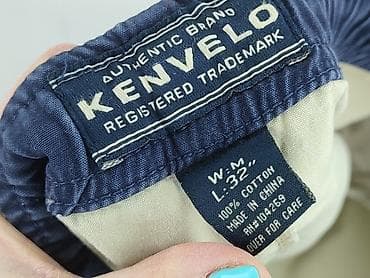 AUTHENTIC BRAND
KENVELO
REGISTERED TRADEMARK
W:M
L:32"
100% COTTON
MADE IN CHINA
RN#104259
OVER FOR CARE